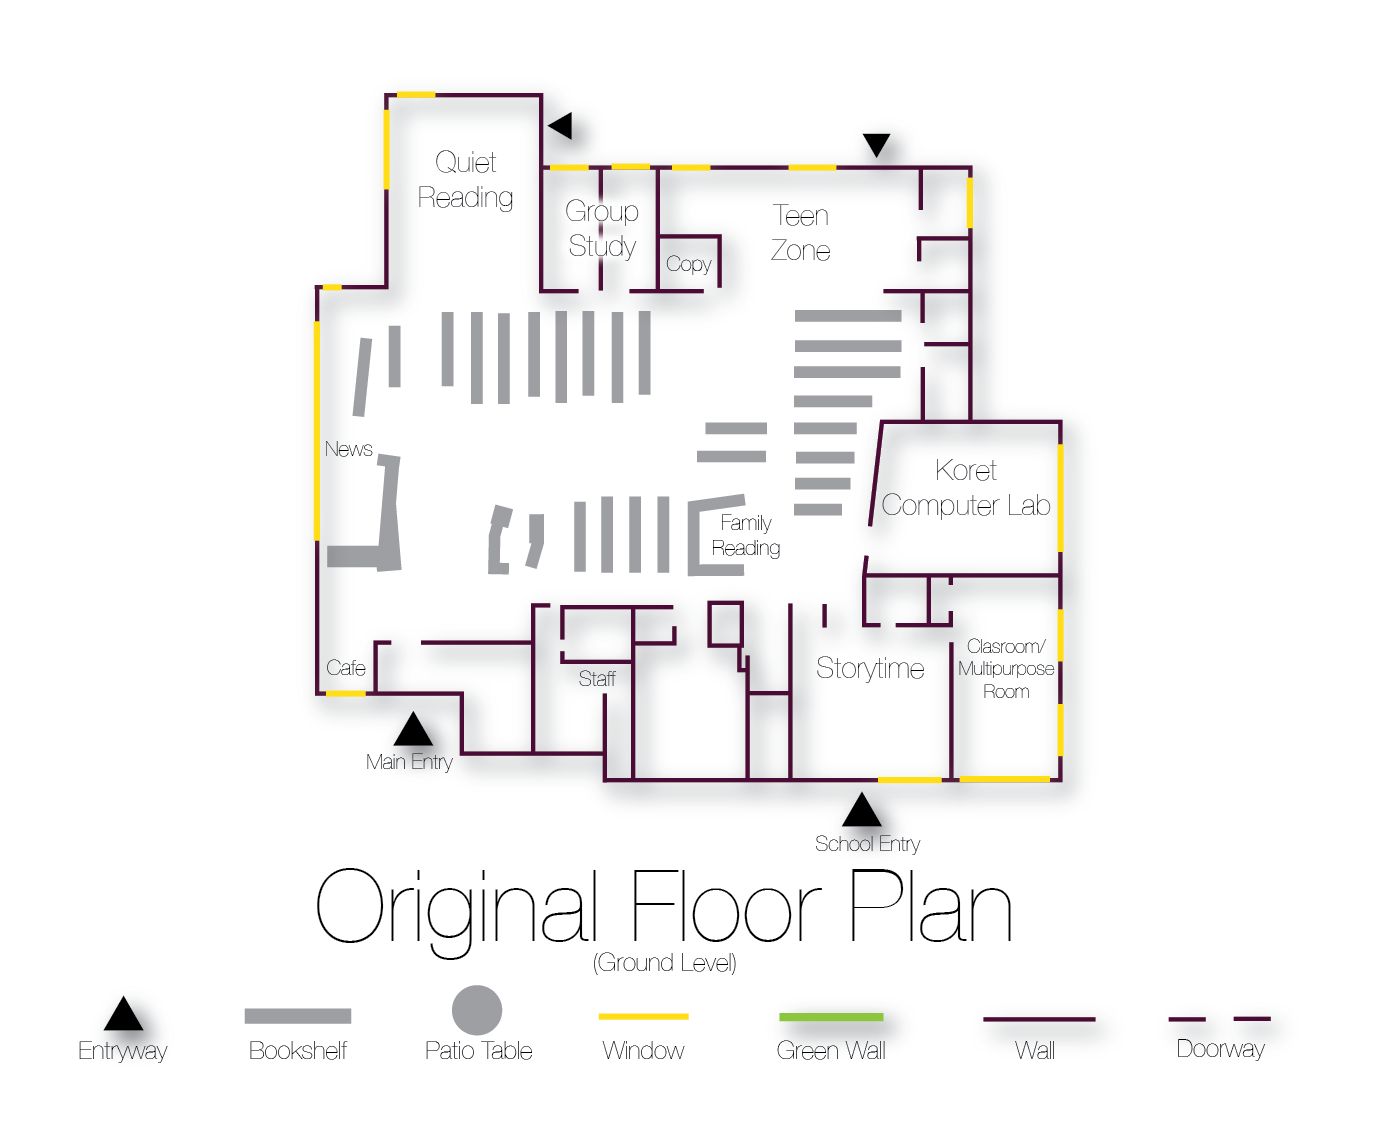 Quiet
Reading
Group
Study
Copy
Teen
Zone
News
Koret
Computer Lab
Family
Reading
Cafe
Staff
Storytime
Clasroom/
Multipurpose
Room
Main Entry
School Entry
Original Floor Plan
(Ground Level)
Entryway
Bookshelf
Patio Table
Window
Green Wall
Wall
Doorway